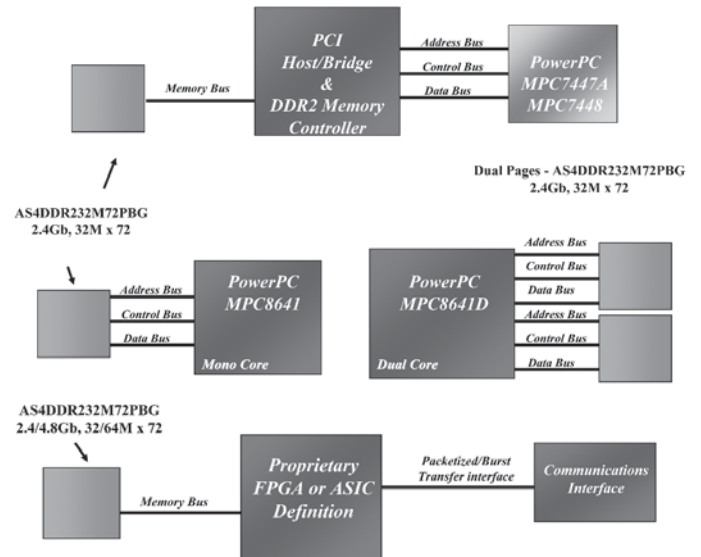 PCI
Host/Bridge
&
DDR2 Memory
Controller
Memory Bus
Address Bus
Control Bus
Data Bus
PowerPC
MPC7447A
MPC7448
Dual Pages - AS4DDR232M72PBG
2.4Gb, 32M x 72
AS4DDR232M72PBG
2.4Gb, 32M x 72
Address Bus
Control Bus
Data Bus
PowerPC
MPC8641
Mono Core
PowerPC
MPC8641D
Dual Core
Address Bus
Control Bus
Data Bus
Address Bus
Control Bus
Data Bus
AS4DDR232M72PBG
2.4/4.8Gb, 32/64M x 72
Memory Bus
Proprietary
FPGA or ASIC
Definition
Packetized/Burst
Transfer interface
Communications
Interface